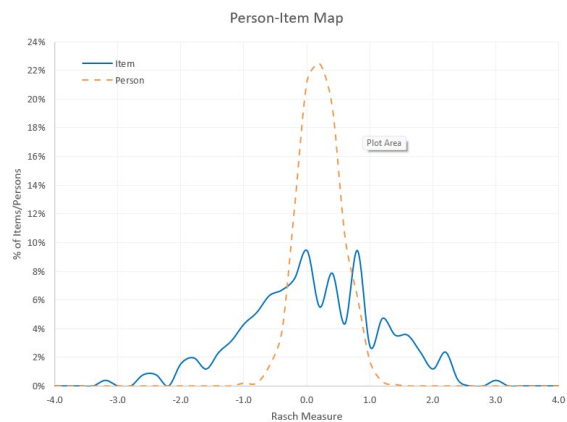 Person-Item Map
24%
22%
20%
18%
16%
14%
12%
10%
8%
6%
4%
2%
0%
% of Items/Persons
Item
Person
Plot Area
-4.0 -3.0 -2.0 -1.0 0.0 1.0 2.0 3.0 4.0
Rasch Measure